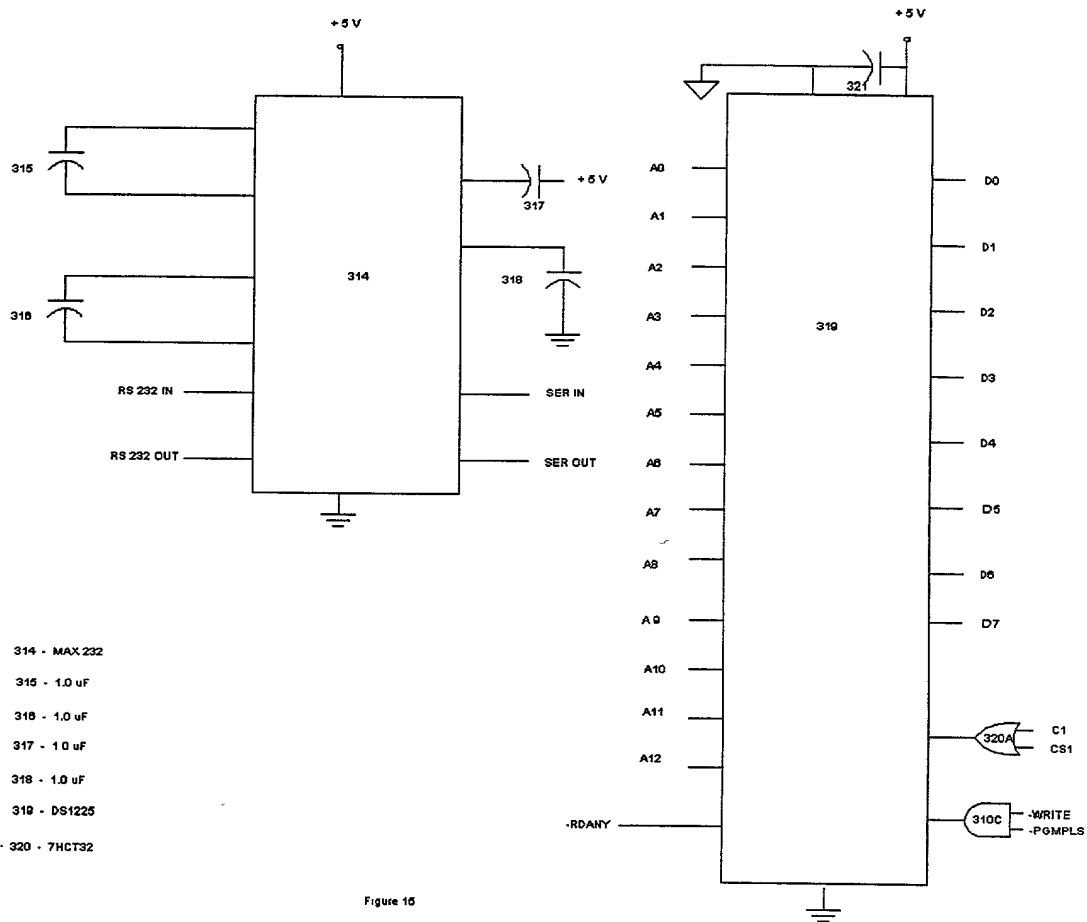 +5 V
315
316
314
317
+5 V
318
RS 232 IN
RS 232 OUT
SER IN
SER OUT
314 - MAX 232
315 - 1.0 uF
316 - 1.0 uF
317 - 1 0 uF
318 - 1.0 uF
319 - DS1225
- 320 - 7HCT32
+5 V
321
A0
A1
A2
A3
A4
A5
A6
A7
A8
A9
A10
A11
A12
-RDANY
319
D0
D1
D2
D3
D4
D5
D6
D7
320A
C1
CS1
310C
-WRITE
-PGMPLS
Figure 16